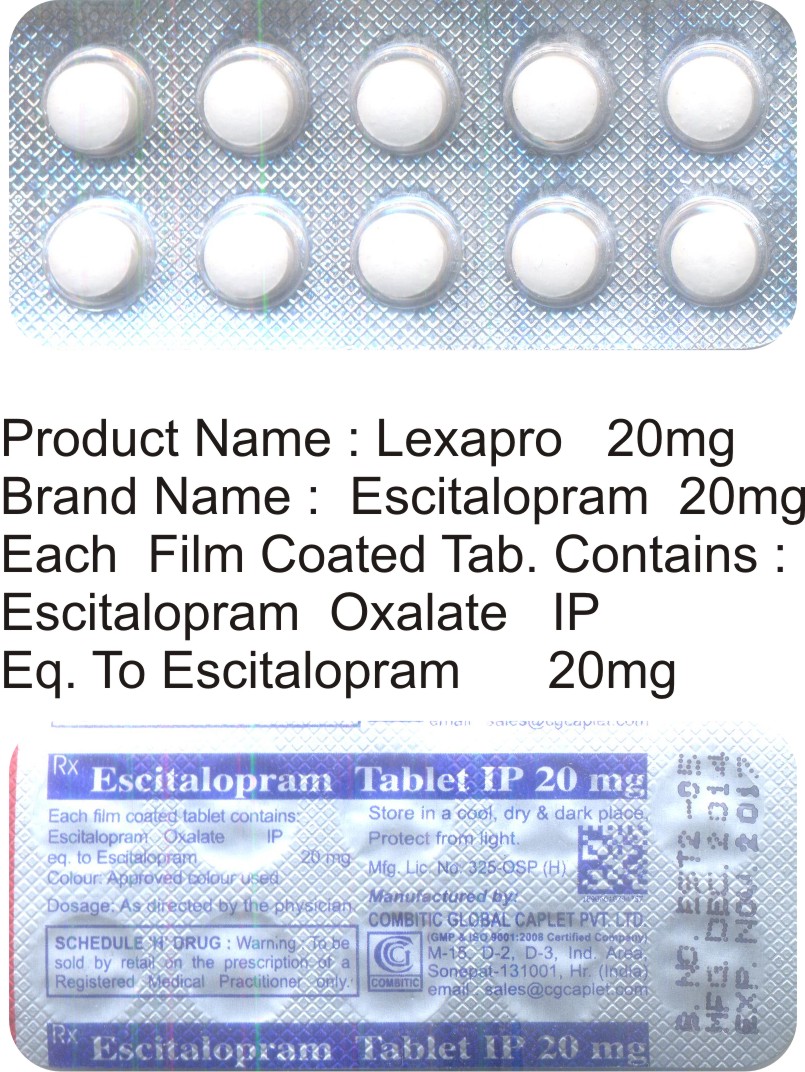 Product Name : Lexapro 20mg
Brand Name : Escitalopram 20mg
Each Film Coated Tab. Contains :
Escitalopram Oxalate IP
Eq. To Escitalopram 20mg
email sales@cgcaplet.com
Rx Escitalopram Tablet IP 20 mg
Each film coated tablet contains:
Escitalopram Oxalate IP
eq. to Escitalopram 20 mg
Colour: Approved colour used
Dosage: As directed by the physician
SCHEDULE 'H' DRUG : Warning : To be
sold by retail on the prescription of a
Registered Medical Practitioner only.
Store in a cool, dry & dark place,
Protect from light.
Mfg. Lic. No. 325-OSP (H)
Manufactured by:
COMBITIC GLOBAL CAPLET PVT. LTD.
(GMP & ISO 9001:2008 Certified Company)
M-15, D-2, D-3, Ind. Area,
Sonepat-131001, Hr. (India)
email : sales@cgcaplet.com
COMBITIC
B. NO. EST2-
MFG. DEC. 2014
EXP. NOV. 2017
Rx Escitalopram Tablet IP 20 mg